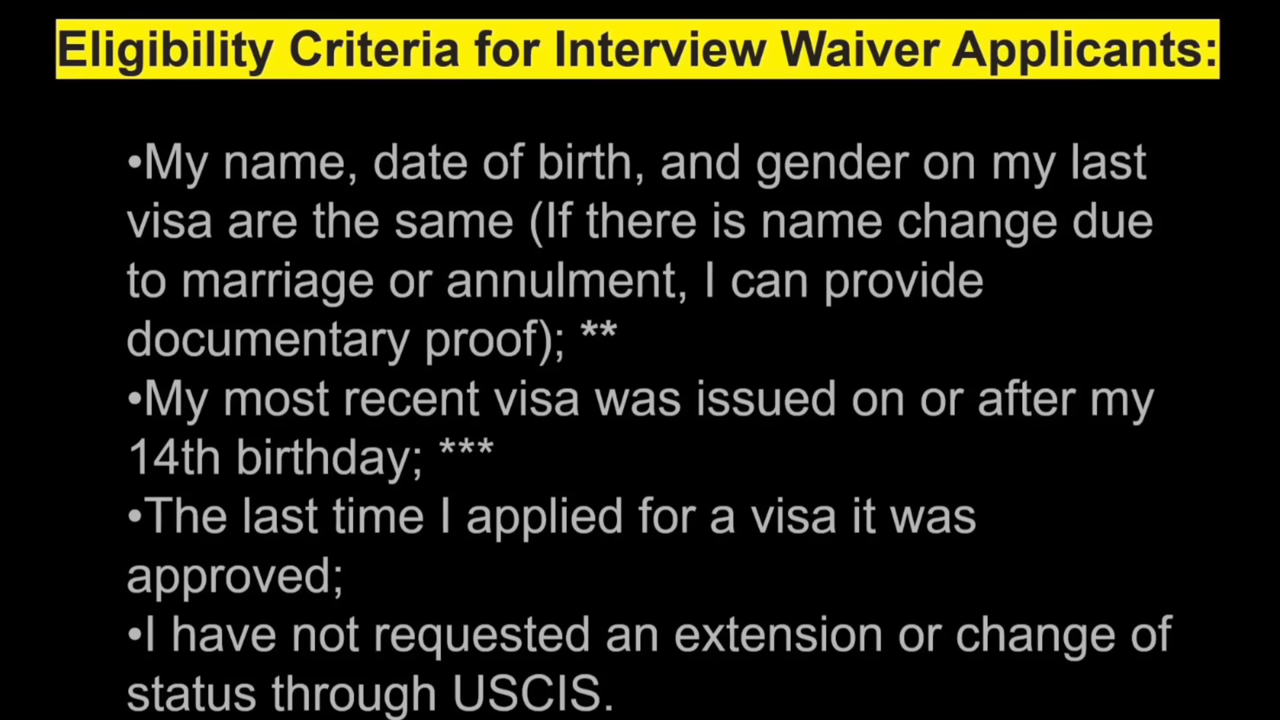 Eligibility Criteria for Interview Waiver Applicants:
•My name, date of birth, and gender on my last
visa are the same (If there is name change due
to marriage or annulment, I can provide
documentary proof); **
•My most recent visa was issued on or after my
14th birthday; ***
•The last time I applied for a visa it was
approved;
•I have not requested an extension or change of
status through USCIS.